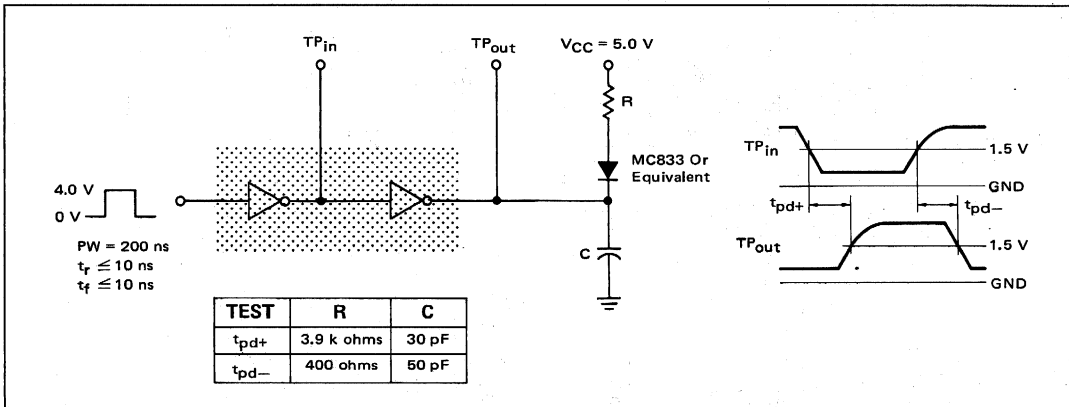 TPin
TPout
VCC = 5.0 V
R
MC833 Or
Equivalent
C
4.0 V
0 V
PW = 200 ns
tr ≦ 10 ns
tf ≦ 10 ns
TEST R C
tpd+ 3.9 k ohms 30 pF
tpd− 400 ohms 50 pF
TPin
1.5 V
GND
tpd+
tpd−
TPout
1.5 V
GND